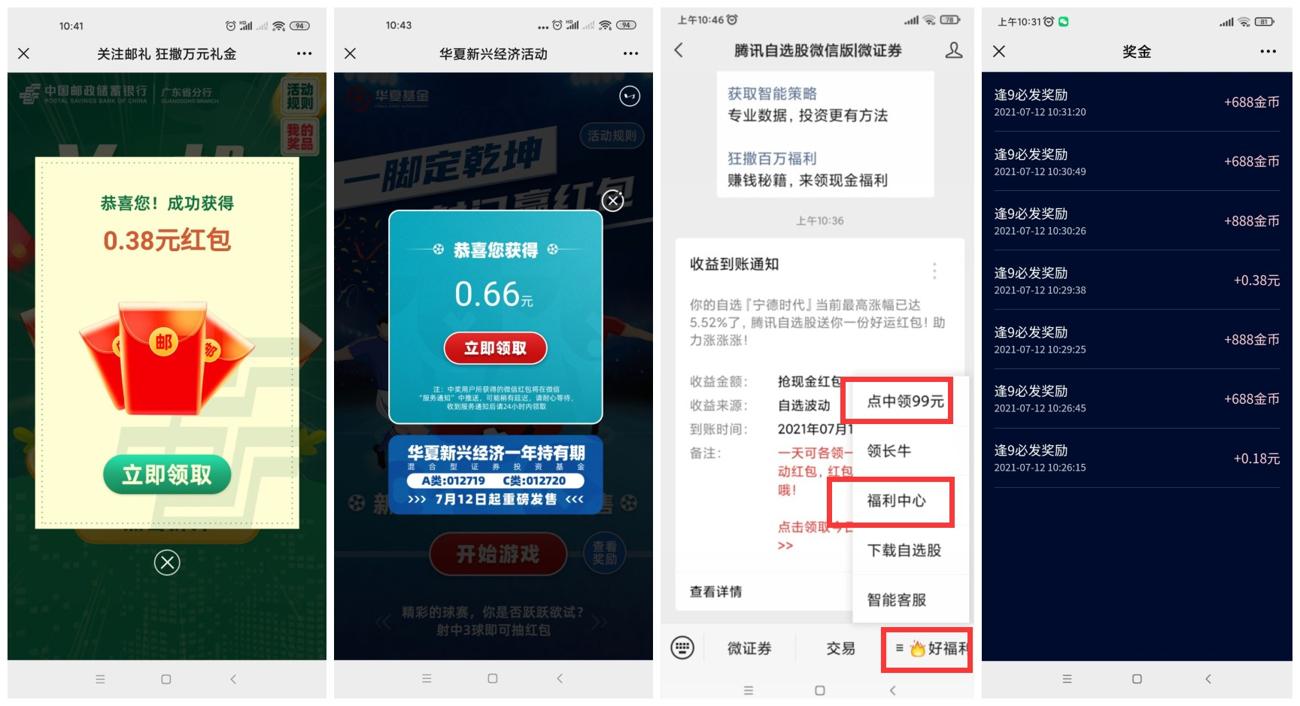 10:41
94
关注邮礼 狂撒万元礼金
中国邮政储蓄银行
POSTAL SAVINGS BANK OF CHINA
广东省分行
GUANGDONG BRANCH
活动
规则
我的
奖品
恭喜您！成功获得
0.38元红包
邮
立即领取
10:43
94
华夏新兴经济活动
华夏基金
活动规则
一脚定乾坤
恭喜您获得
0.66元
立即领取
注：中奖用户所获得的微信红包将在微信
“服务通知”中推送，可能稍有延迟，请耐心等待，
收到服务通知后请24小时内领取
华夏新兴经济一年持有期
混合型证券投资基金
A类:012719 C类:012720
>>> 7月12日起重磅发售 <<<
开始游戏
查看
奖励
精彩的球赛，你是否跃跃欲试？
射中3球即可抽红包
上午10:46
78
腾讯自选股微信版|微证券
获取智能策略
专业数据，投资更有方法
狂撒百万福利
赚钱秘籍，来领现金福利
上午10:36
收益到账通知
你的自选『宁德时代』当前最高涨幅已达
5.52%了，腾讯自选股送你一份好运红包！助
力涨涨涨！
收益金额： 抢现金红包
收益来源： 自选波动
到账时间： 2021年07月1
备注： 一天可各领一
动红包，红包
哦！
点击领取今日
>>
查看详情
点中领99元
领长牛
福利中心
下载自选股
智能客服
微证券
交易
≡ 🔥好福利
上午10:31
81
奖金
逢9必发奖励
+688金币
2021-07-12 10:31:20
逢9必发奖励
+688金币
2021-07-12 10:30:49
逢9必发奖励
+888金币
2021-07-12 10:30:26
逢9必发奖励
+0.38元
2021-07-12 10:29:38
逢9必发奖励
+888金币
2021-07-12 10:29:25
逢9必发奖励
+688金币
2021-07-12 10:26:45
逢9必发奖励
+0.18元
2021-07-12 10:26:15